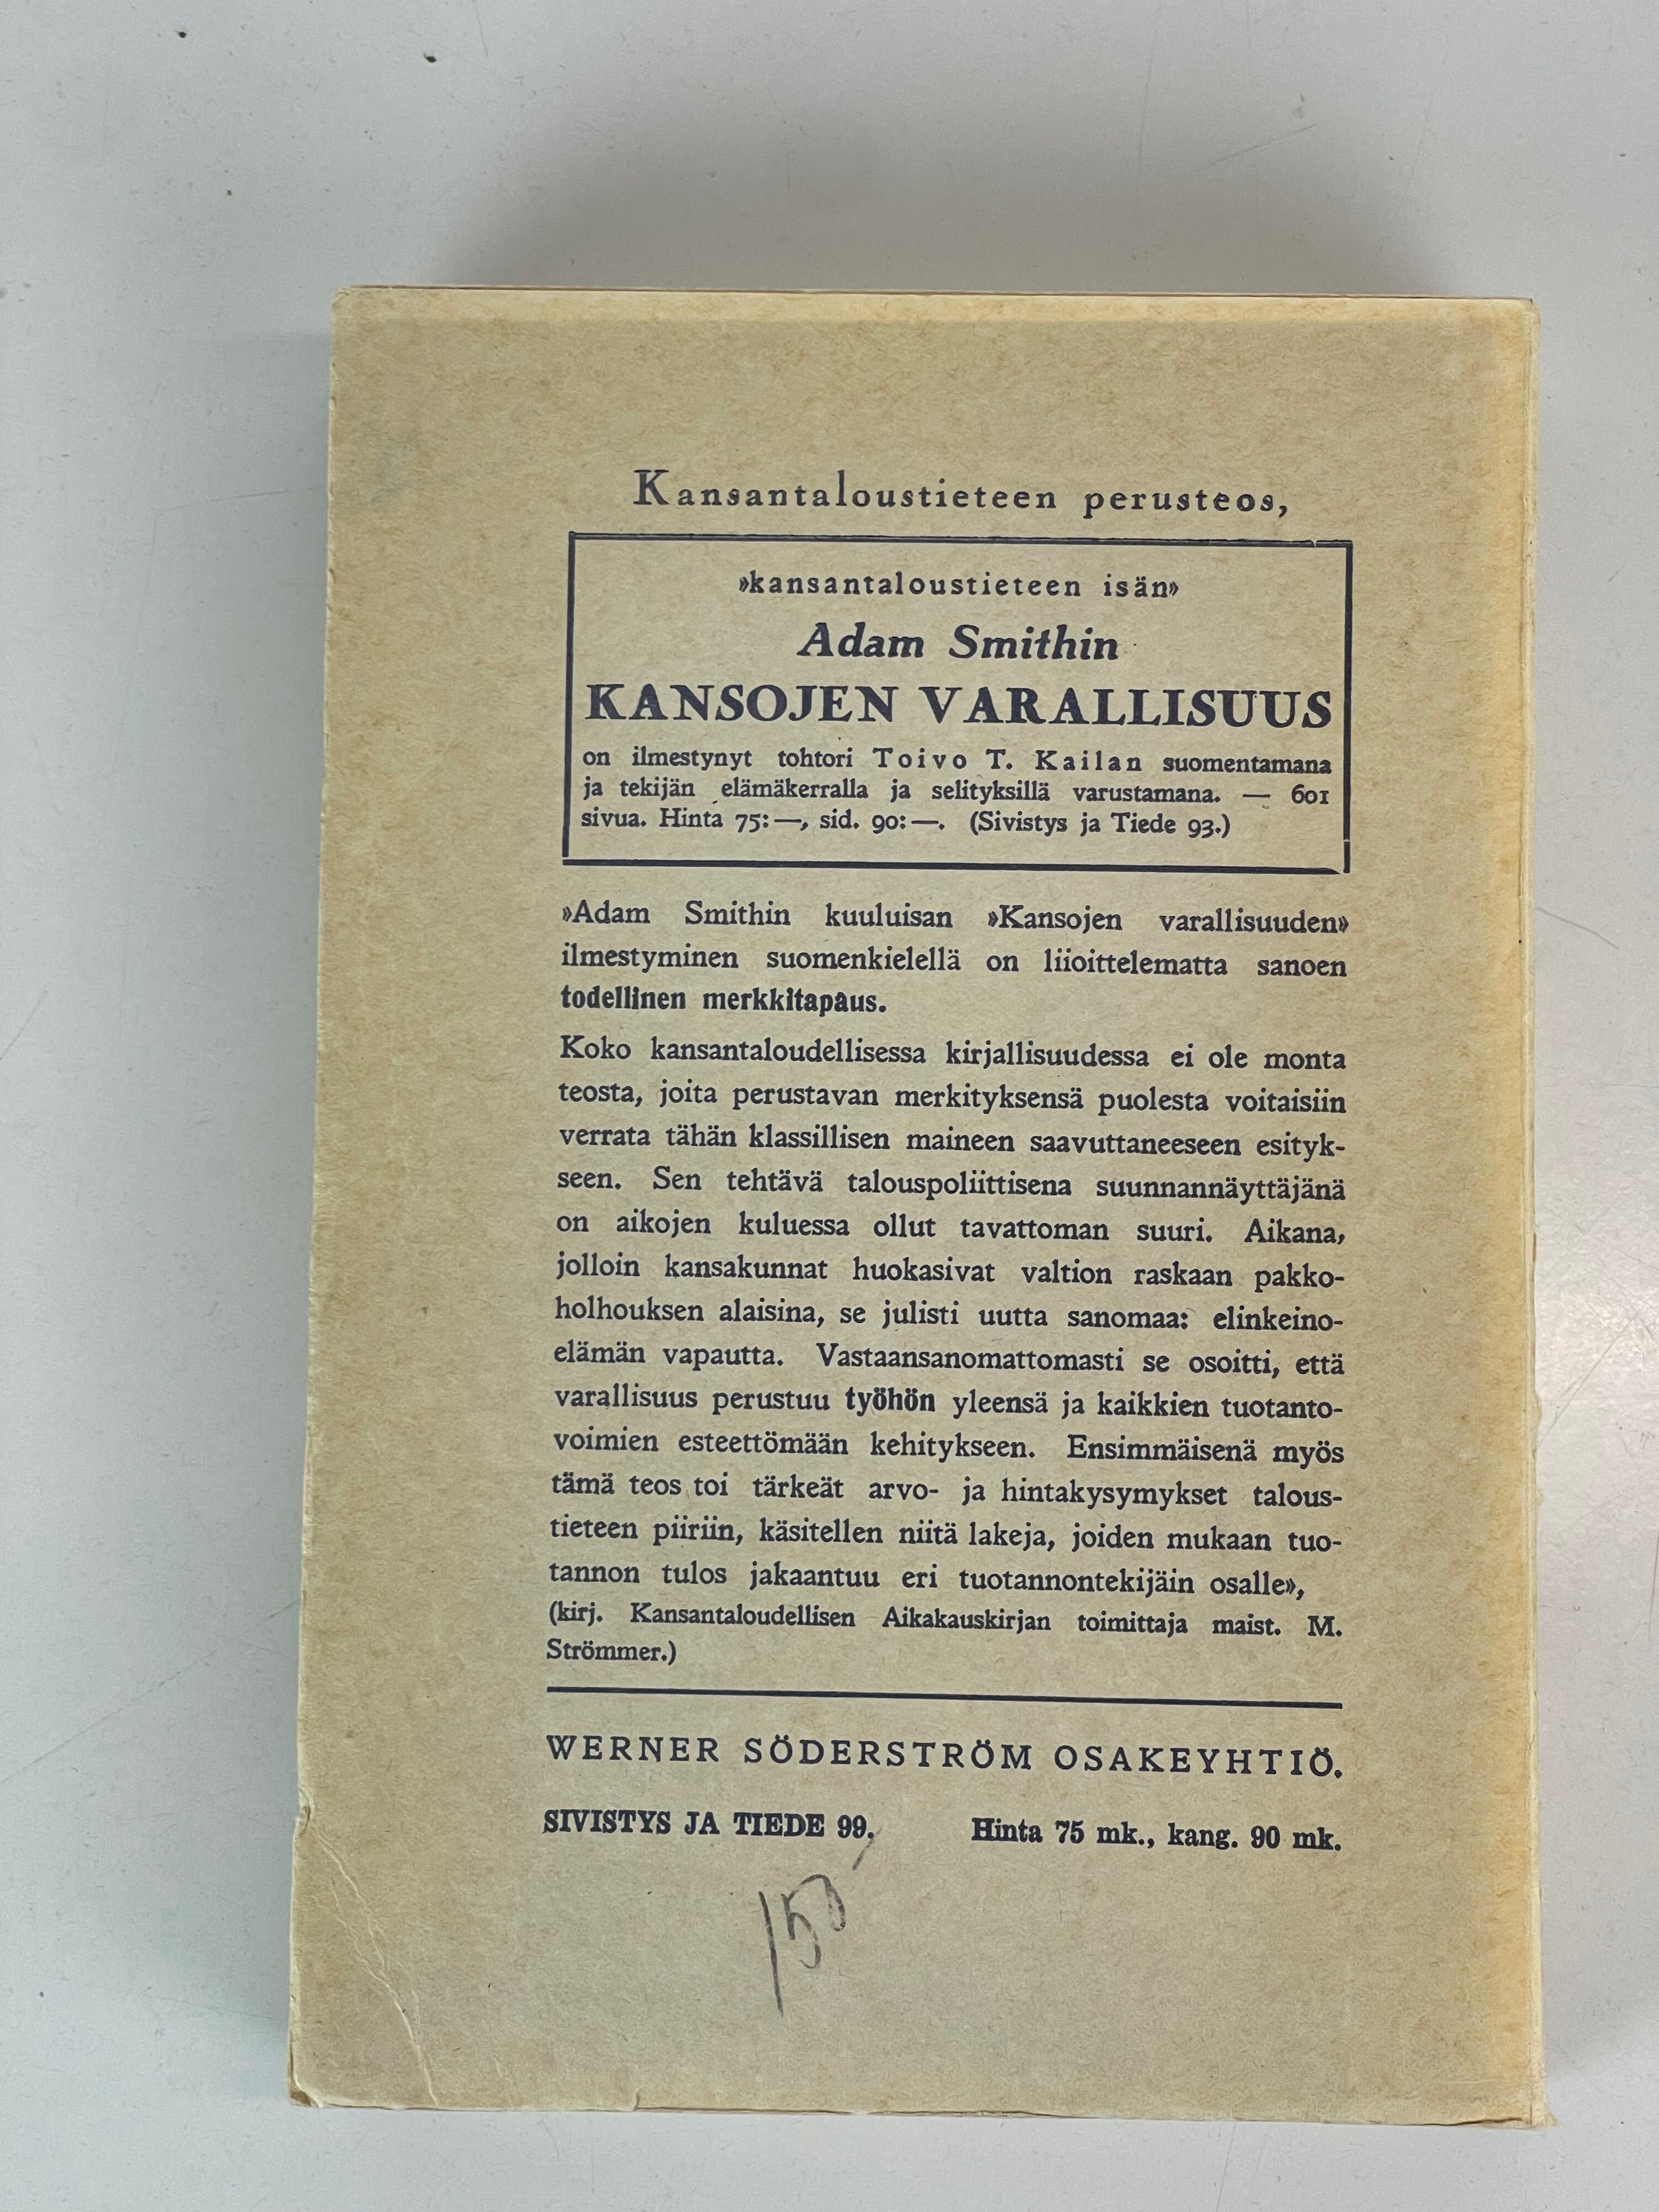 Kansantaloustieteen perusteos,
»kansantaloustieteen isän»
Adam Smithin
KANSOJEN VARALLISUUS
on ilmestynyt tohtori Toivo T. Kailan suomentamana
ja tekijän elämäkerralla ja selityksillä varustamana. — 601
sivua. Hinta 75:—, sid. 90:—. (Sivistys ja Tiede 93.)
»Adam Smithin kuuluisan »Kansojen varallisuuden»
ilmestyminen suomenkielellä on liioittelematta sanoen
todellinen merkkitapaus.
Koko kansantaloudellisessa kirjallisuudessa ei ole monta
teosta, joita perustavan merkityksensä puolesta voitaisiin
verrata tähän klassillisen maineen saavuttaneeseen esityk-
seen. Sen tehtävä talouspoliittisena suunnannäyttäjänä
on aikojen kuluessa ollut tavattoman suuri. Aikana,
jolloin kansakunnat huokasivat valtion raskaan pakko-
holhouksen alaisina, se julisti uutta sanomaa: elinkeino-
elämän vapautta. Vastaansanomattomasti se osoitti, että
varallisuus perustuu työhön yleensä ja kaikkien tuotanto-
voimien esteettömään kehitykseen. Ensimmäisenä myös
tämä teos toi tärkeät arvo- ja hintakysymykset talous-
tieteen piiriin, käsitellen niitä lakeja, joiden mukaan tuo-
tannon tulos jakaantuu eri tuotannontekijäin osalle»,
(kirj. Kansantaloudellisen Aikakauskirjan toimittaja maist. M.
Strömmer.)
WERNER SÖDERSTRÖM OSAKEYHTIÖ.
SIVISTYS JA TIEDE 99. Hinta 75 mk., kang. 90 mk.
150